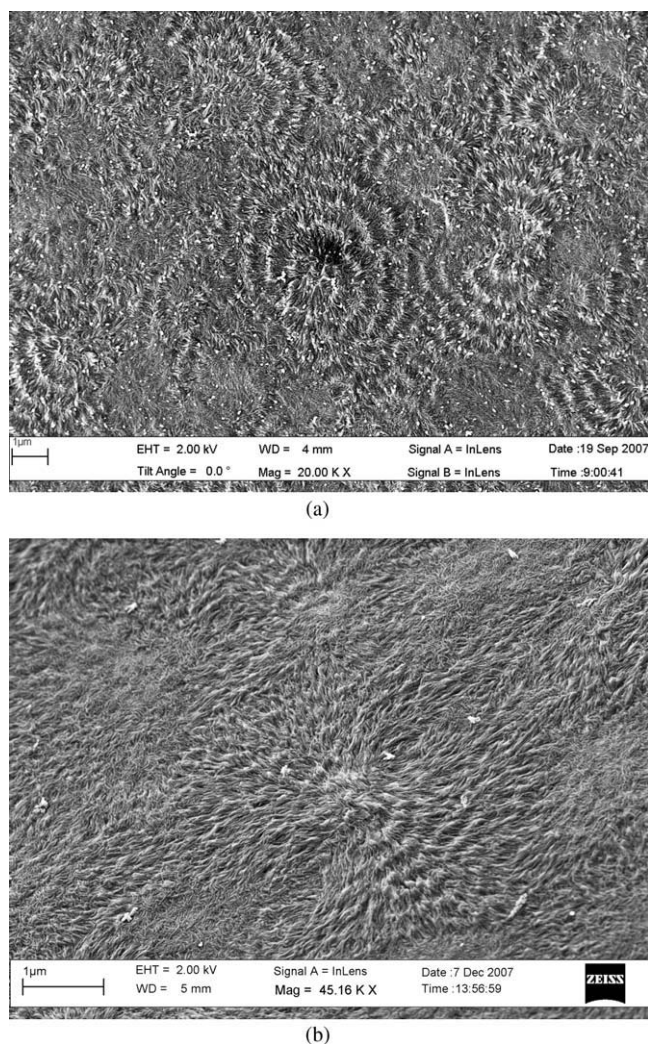 1µm
EHT = 2.00 kV WD = 4 mm Signal A = InLens Date :19 Sep 2007
Tilt Angle = 0.0 ° Mag = 20.00 K X Signal B = InLens Time :9:00:41
(a)
1µm
EHT = 2.00 kV Signal A = InLens Date :7 Dec 2007
WD = 5 mm Mag = 45.16 K X Time :13:56:59
ZEISS
(b)